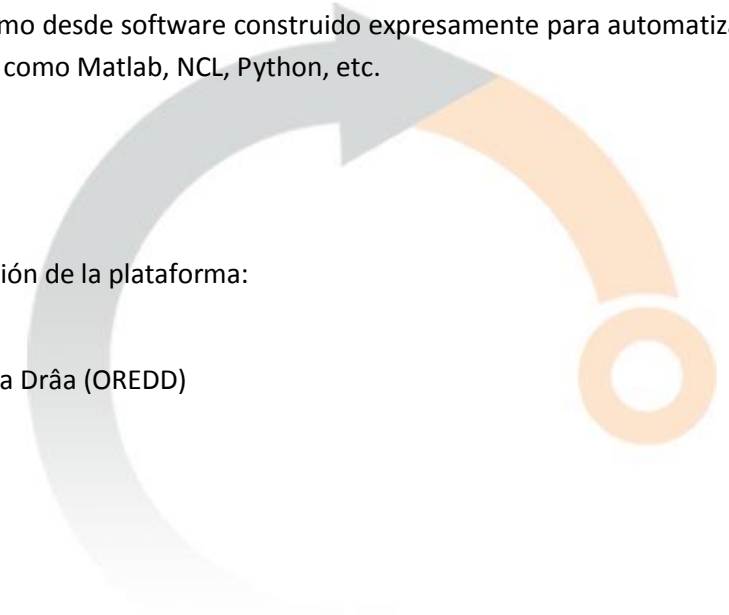 mo desde software construido expresamente para automatiza
como Matlab, NCL, Python, etc.
ión de la plataforma:
a Drâa (OREDD)